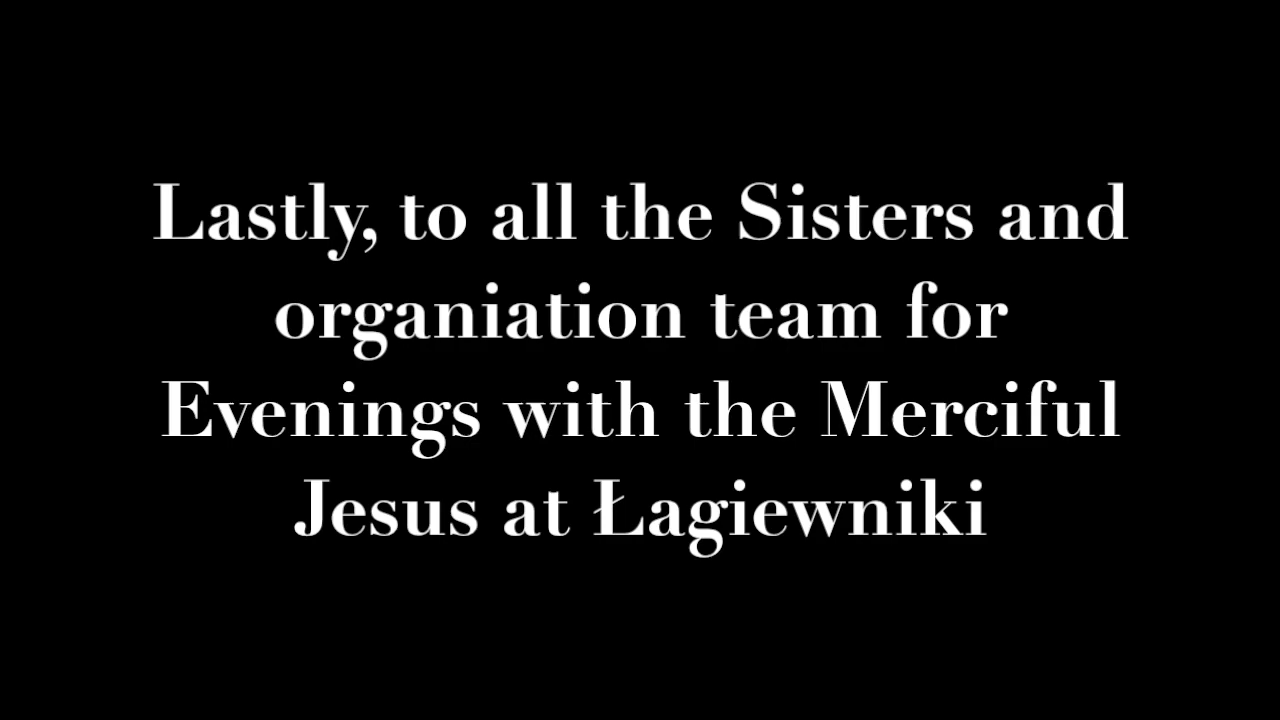 Lastly, to all the Sisters and
organiation team for
Evenings with the Merciful
Jesus at Łagiewniki